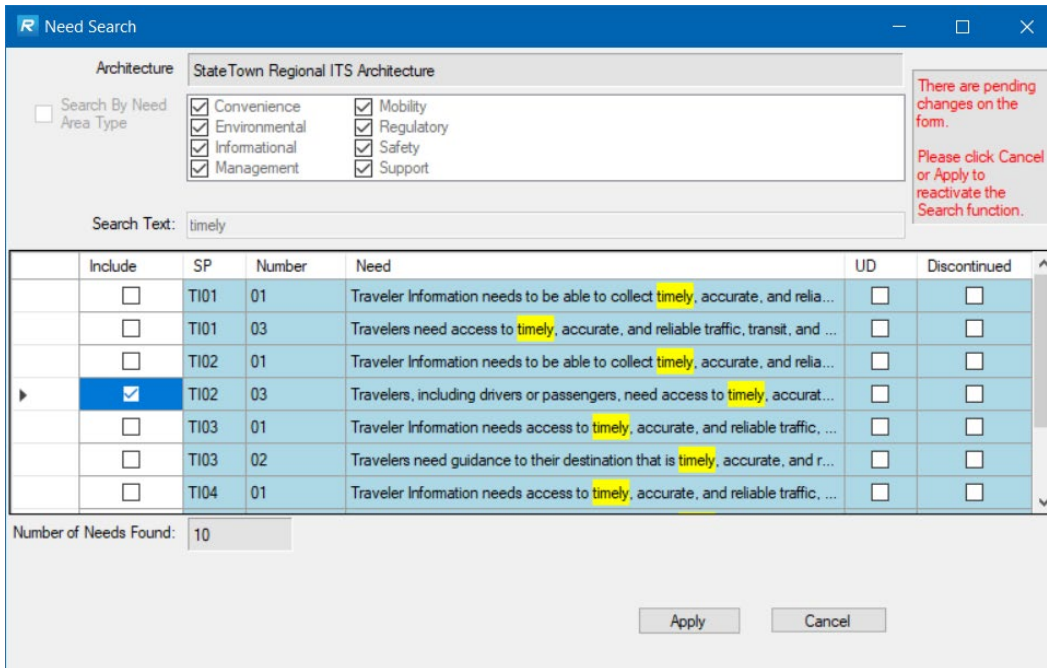 R Need Search
Architecture StateTown Regional ITS Architecture
There are pending
changes on the
form.
Please click Cancel
or Apply to
reactivate the
Search function.
Search By Need
Area Type
Convenience Mobility
Environmental Regulatory
Informational Safety
Management Support
Search Text: timely
Include SP Number Need UD Discontinued
TI01 01 Traveler Information needs to be able to collect timely, accurate, and relia...
TI01 03 Travelers need access to timely, accurate, and reliable traffic, transit, and ...
TI02 01 Traveler Information needs to be able to collect timely, accurate, and relia...
TI02 03 Travelers, including drivers or passengers, need access to timely, accurat...
TI03 01 Traveler Information needs access to timely, accurate, and reliable traffic, ...
TI03 02 Travelers need guidance to their destination that is timely, accurate, and r...
TI04 01 Traveler Information needs access to timely, accurate, and reliable traffic, ...
Number of Needs Found: 10
Apply Cancel